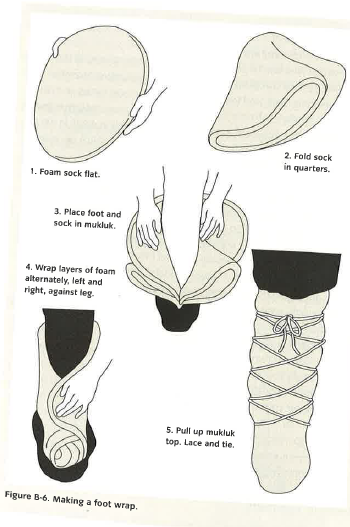 1. Foam sock flat.
2. Fold sock
in quarters.
3. Place foot and
sock in mukluk.
4. Wrap layers of foam
alternately, left and
right, against leg.
5. Pull up mukluk
top. Lace and tie.
Figure B-6. Making a foot wrap.